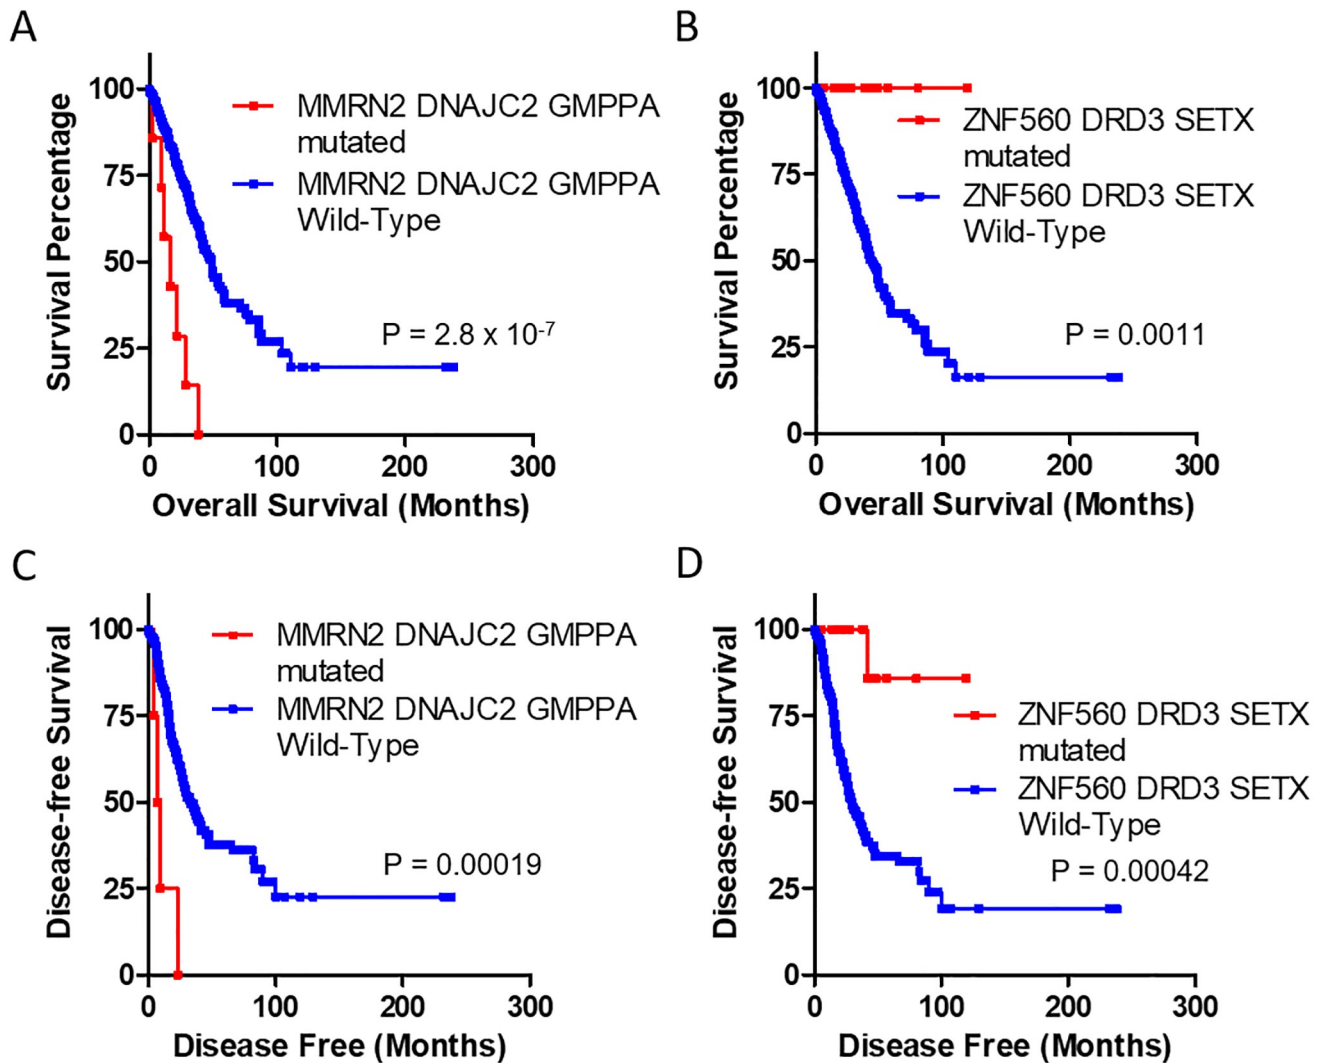 A
Survival Percentage
100
75
50
25
0
0 100 200 300
Overall Survival (Months)
MMRN2 DNAJC2 GMPPA
mutated
MMRN2 DNAJC2 GMPPA
Wild-Type
P = 2.8 x 10-7
B
Survival Percentage
100
75
50
25
0
0 100 200 300
Overall Survival (Months)
ZNF560 DRD3 SETX
mutated
ZNF560 DRD3 SETX
Wild-Type
P = 0.0011
C
Disease-free Survival
100
75
50
25
0
0 100 200 300
Disease Free (Months)
MMRN2 DNAJC2 GMPPA
mutated
MMRN2 DNAJC2 GMPPA
Wild-Type
P = 0.00019
D
Disease-free Survival
100
75
50
25
0
0 100 200 300
Disease Free (Months)
ZNF560 DRD3 SETX
mutated
ZNF560 DRD3 SETX
Wild-Type
P = 0.00042